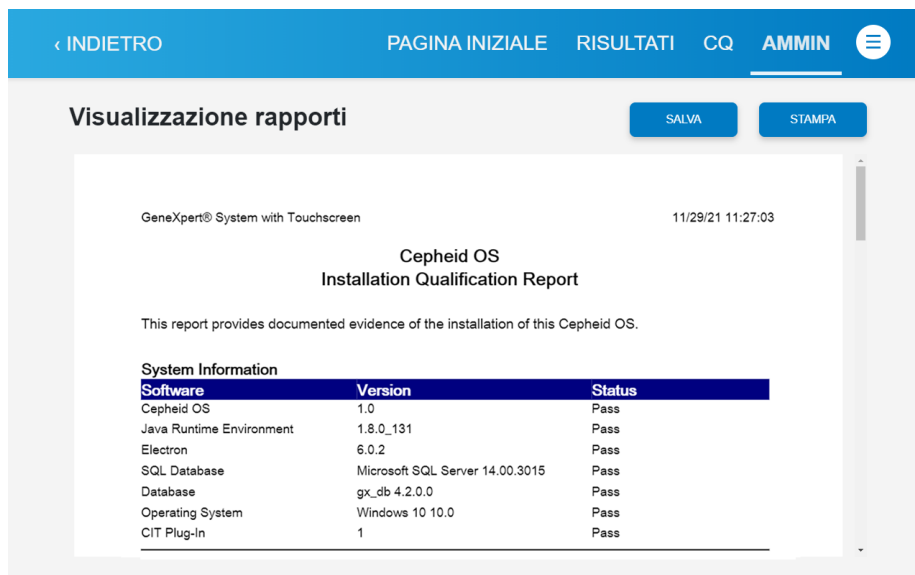 ‹ INDIETRO PAGINA INIZIALE RISULTATI CQ AMMIN
Visualizzazione rapporti SALVA STAMPA
GeneXpert® System with Touchscreen 11/29/21 11:27:03
Cepheid OS
Installation Qualification Report
This report provides documented evidence of the installation of this Cepheid OS.
System Information
Software Version Status
Cepheid OS 1.0 Pass
Java Runtime Environment 1.8.0_131 Pass
Electron 6.0.2 Pass
SQL Database Microsoft SQL Server 14.00.3015 Pass
Database gx_db 4.2.0.0 Pass
Operating System Windows 10 10.0 Pass
CIT Plug-In 1 Pass